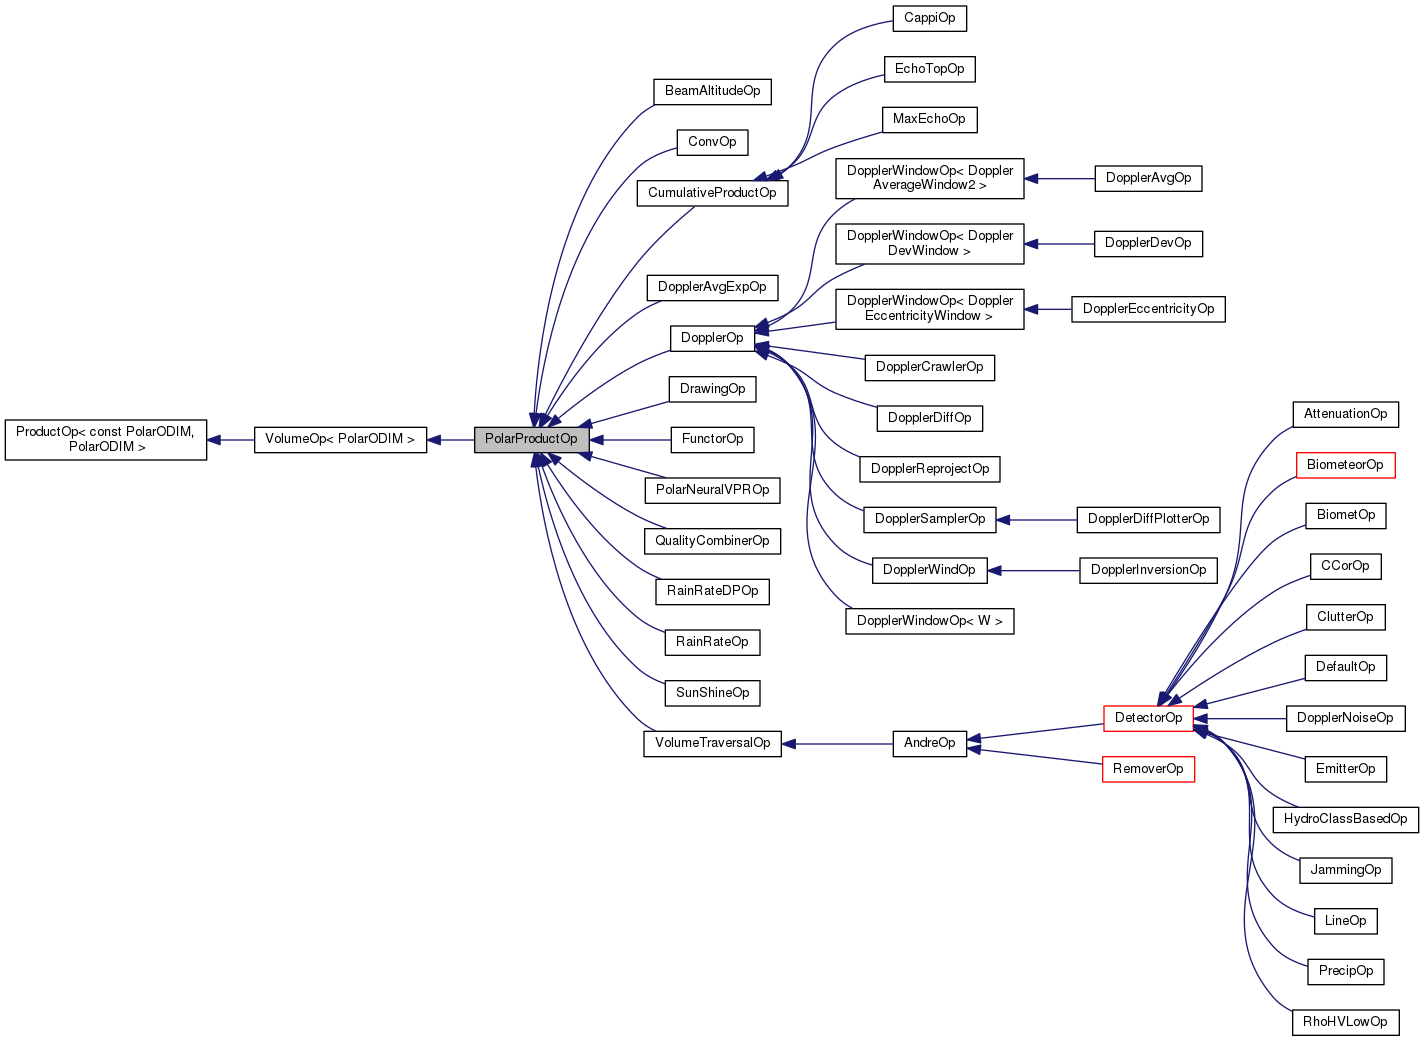 CappiOp
EchoTopOp
BeamAltitudeOp
MaxEchoOp
ConvOp
DopplerWindowOp< Doppler
AverageWindow2 >
DopplerAvgOp
CumulativeProductOp
DopplerWindowOp< Doppler
DevWindow >
DopplerDevOp
DopplerAvgExpOp
DopplerWindowOp< Doppler
EccentricityWindow >
DopplerEccentricityOp
DopplerOp
DopplerCrawlerOp
DrawingOp
DopplerDiffOp
AttenuationOp
ProductOp< const PolarODIM,
PolarODIM >
VolumeOp< PolarODIM >
PolarProductOp
FunctorOp
DopplerReprojectOp
BiometeorOp
PolarNeuralVPROp
DopplerSamplerOp
DopplerDiffPlotterOp
BiometOp
QualityCombinerOp
DopplerWindOp
DopplerInversionOp
CCorOp
RainRateDPOp
DopplerWindowOp< W >
ClutterOp
RainRateOp
DefaultOp
SunShineOp
DetectorOp
DopplerNoiseOp
VolumeTraversalOp
AndreOp
RemoverOp
EmitterOp
HydroClassBasedOp
JammingOp
LineOp
PrecipOp
RhoHVLowOp